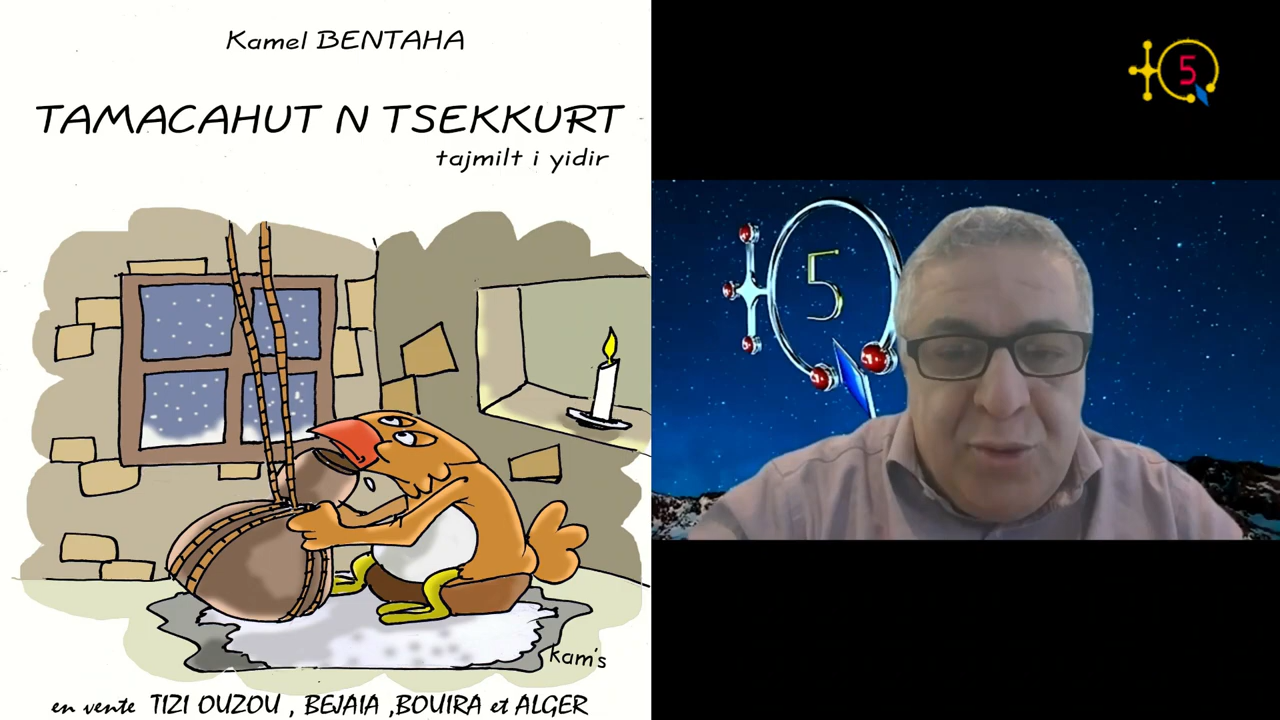 Kamel BENTAHA
TAMACAHUT N TSEKKURT
tajmilt i yidir
kam's
en vente TIZI OUZOU , BEJAIA ,BOUIRA et ALGER
5
5